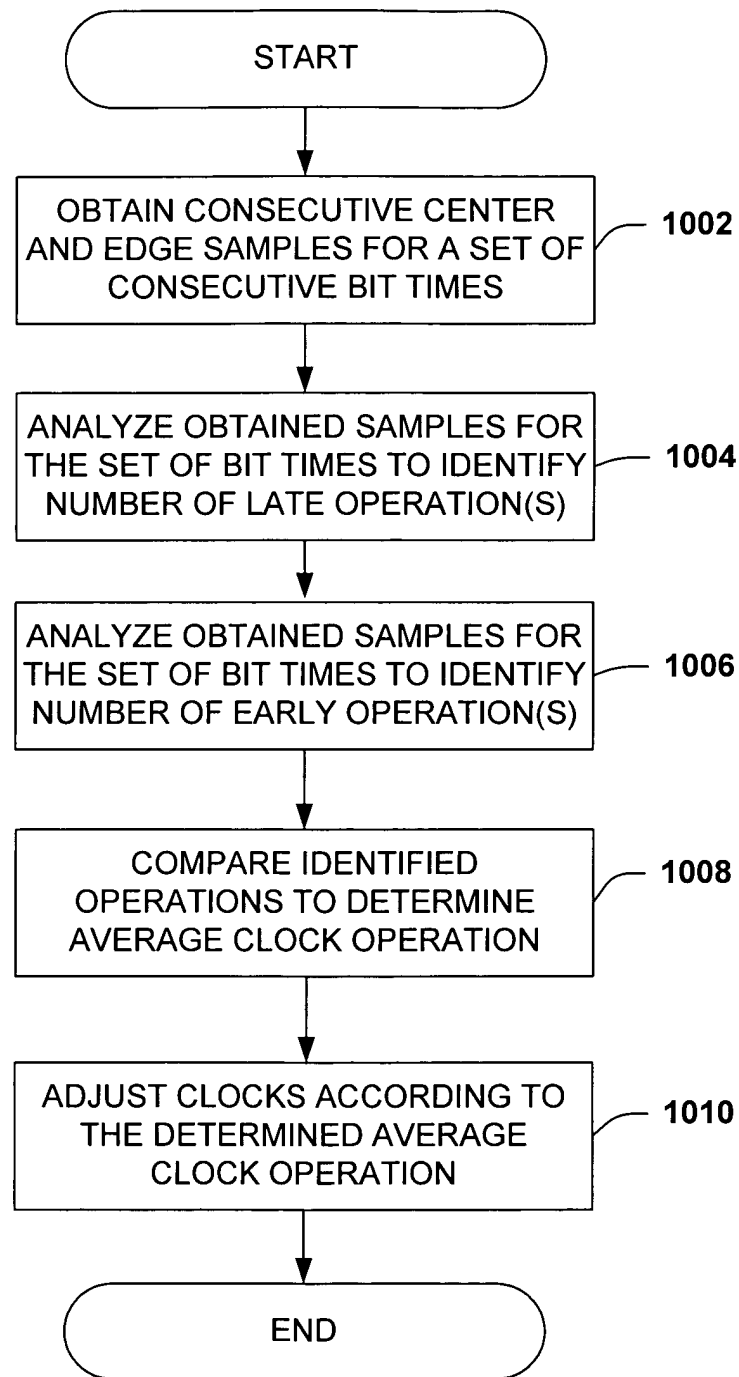 START
OBTAIN CONSECUTIVE CENTER
AND EDGE SAMPLES FOR A SET OF
CONSECUTIVE BIT TIMES
1002
ANALYZE OBTAINED SAMPLES FOR
THE SET OF BIT TIMES TO IDENTIFY
NUMBER OF LATE OPERATION(S)
1004
ANALYZE OBTAINED SAMPLES FOR
THE SET OF BIT TIMES TO IDENTIFY
NUMBER OF EARLY OPERATION(S)
1006
COMPARE IDENTIFIED
OPERATIONS TO DETERMINE
AVERAGE CLOCK OPERATION
1008
ADJUST CLOCKS ACCORDING TO
THE DETERMINED AVERAGE
CLOCK OPERATION
1010
END